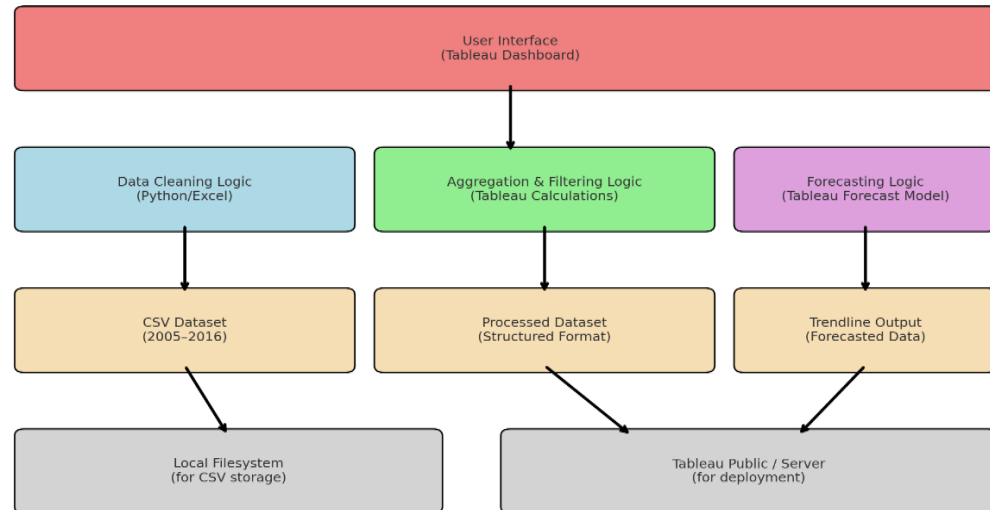 User Interface
(Tableau Dashboard)
Data Cleaning Logic
(Python/Excel)
Aggregation & Filtering Logic
(Tableau Calculations)
Forecasting Logic
(Tableau Forecast Model)
CSV Dataset
(2005–2016)
Processed Dataset
(Structured Format)
Trendline Output
(Forecasted Data)
Local Filesystem
(for CSV storage)
Tableau Public / Server
(for deployment)